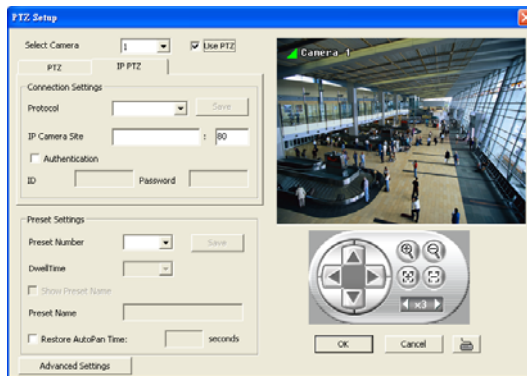 PTZ Setup
Select Camera 1 Use PTZ
PTZ IP PTZ
Connection Settings
Protocol Save
IP Camera Site : 80
Authentication
ID Password
Preset Settings
Preset Number Save
DwellTime
Show Preset Name
Preset Name
Restore AutoPan Time: seconds
Advanced Settings
Camera 1
x3
OK Cancel